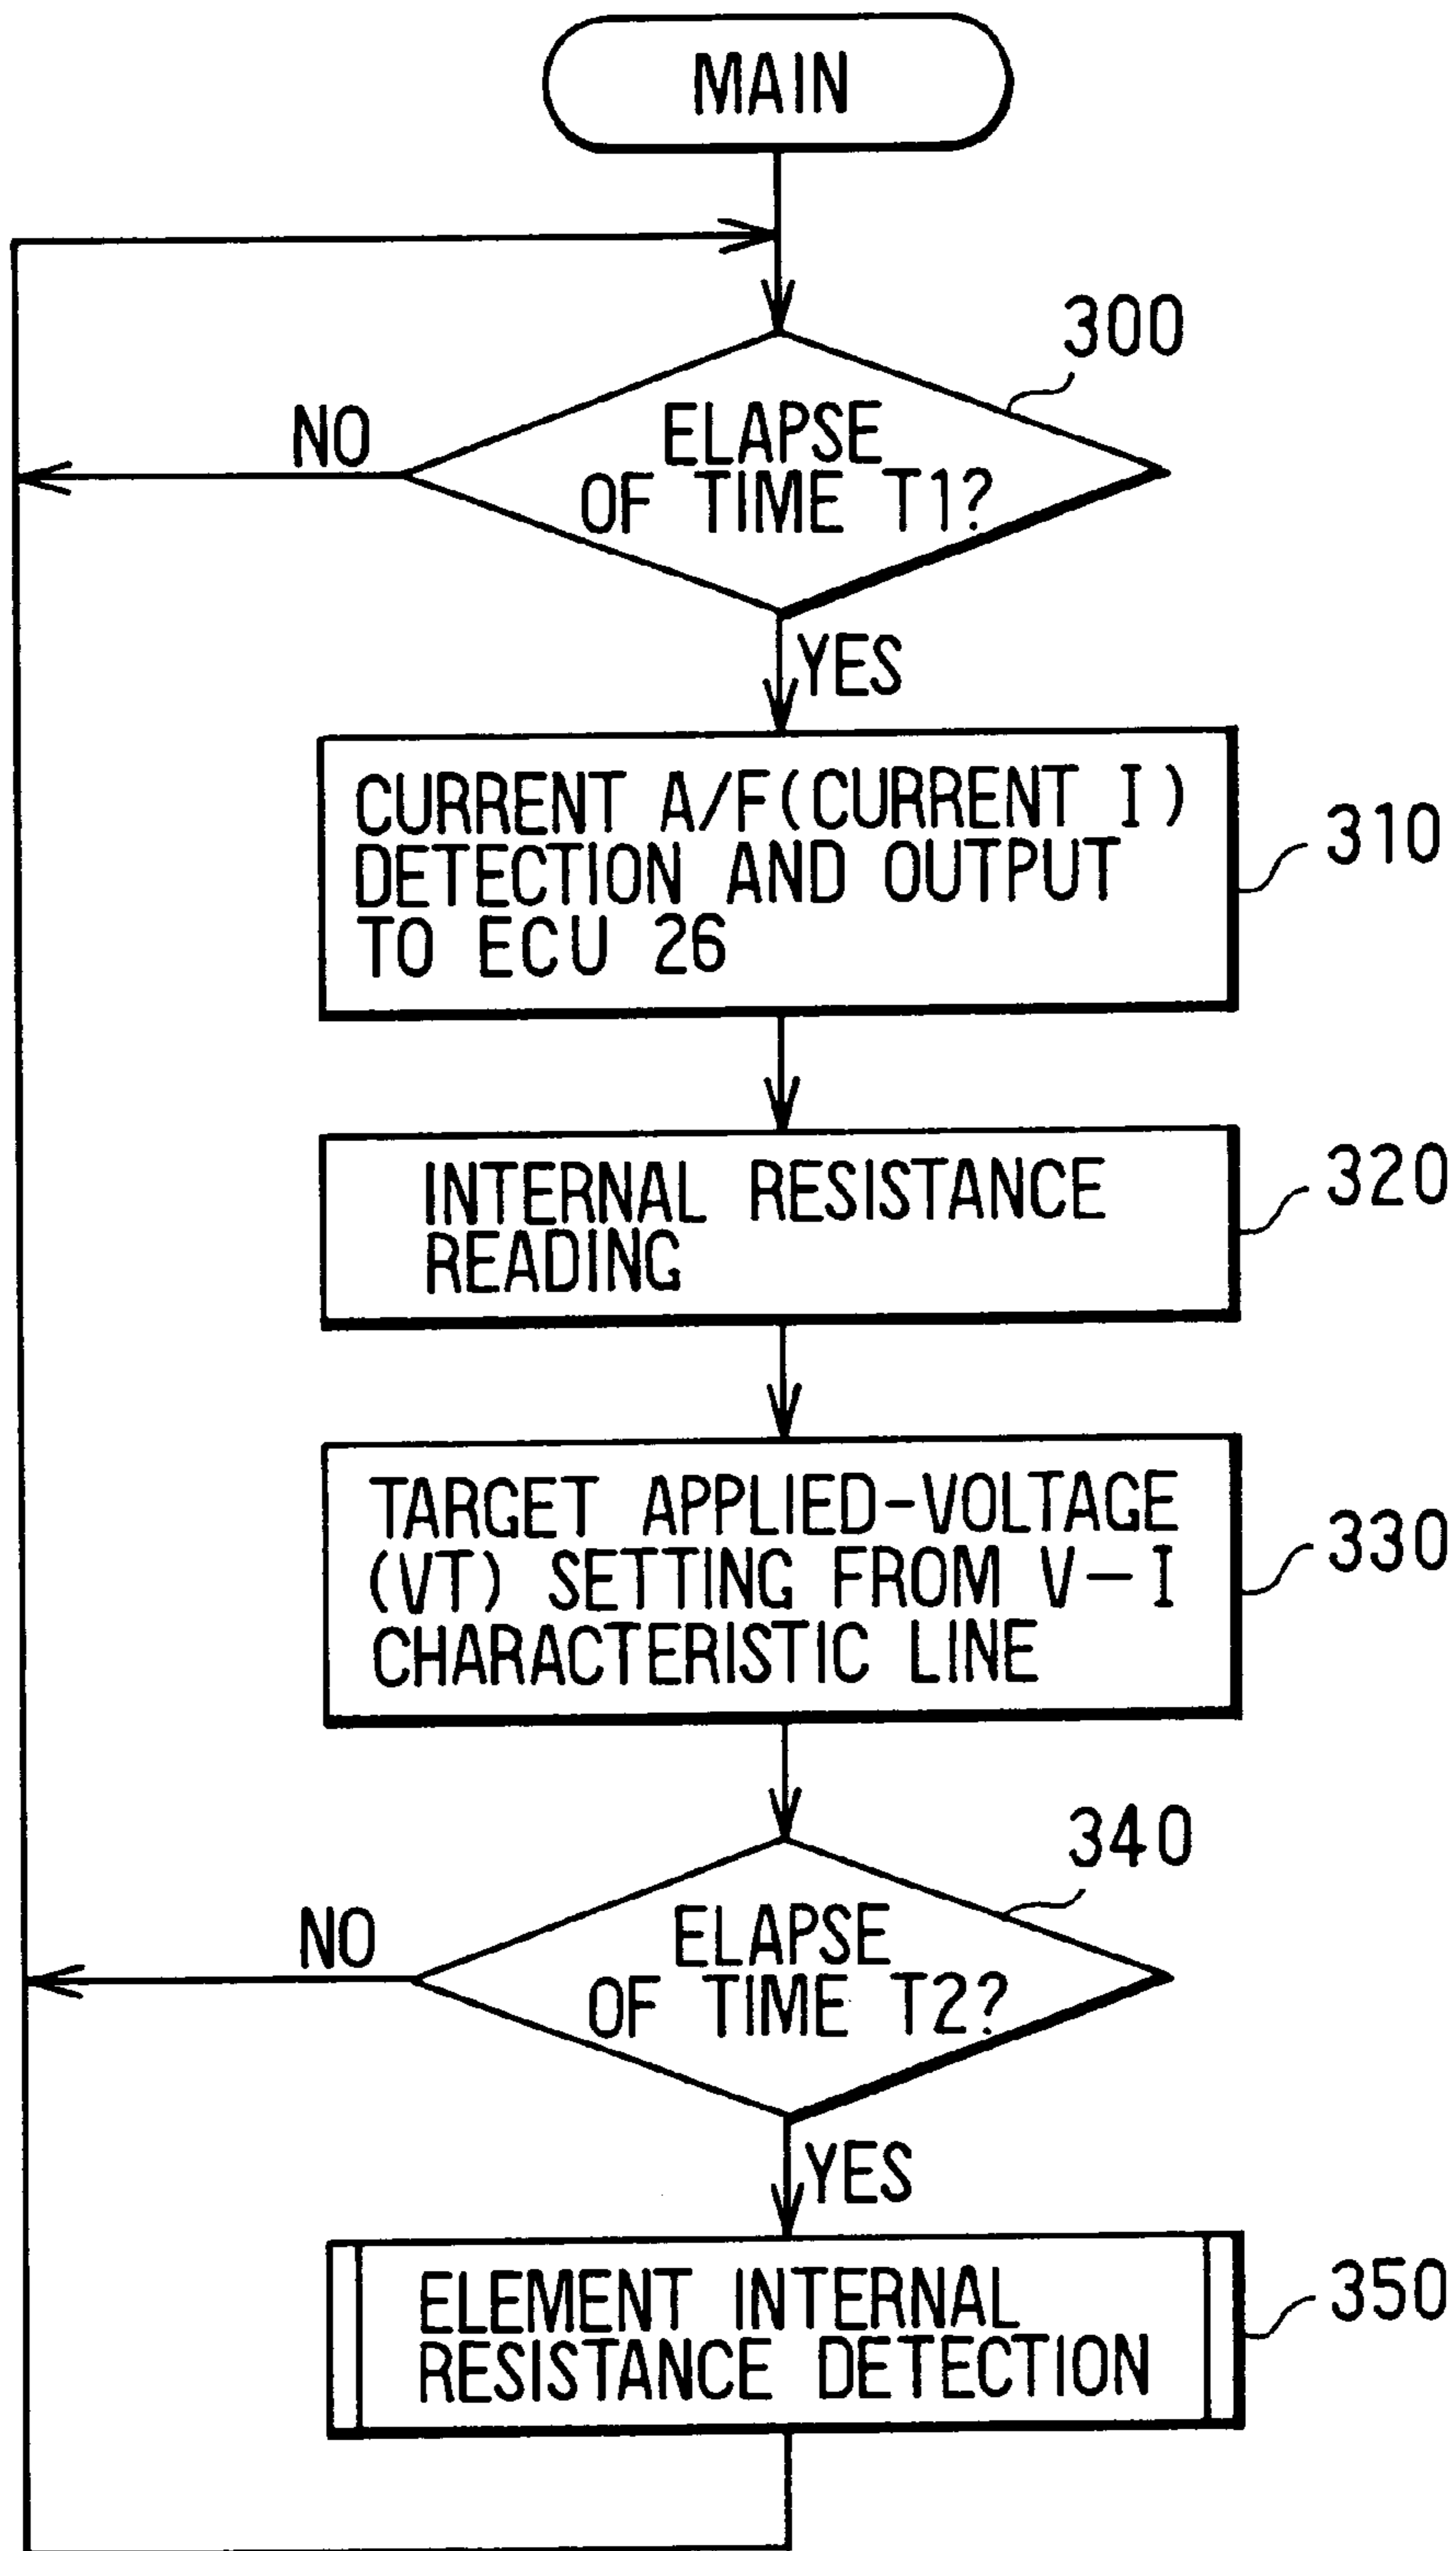 MAIN
300
NO
ELAPSE
OF TIME T1?
YES
CURRENT A/F(CURRENT I)
DETECTION AND OUTPUT
TO ECU 26
310
INTERNAL RESISTANCE
READING
320
TARGET APPLIED-VOLTAGE
(VT) SETTING FROM V-I
CHARACTERISTIC LINE
330
340
NO
ELAPSE
OF TIME T2?
YES
ELEMENT INTERNAL
RESISTANCE DETECTION
350